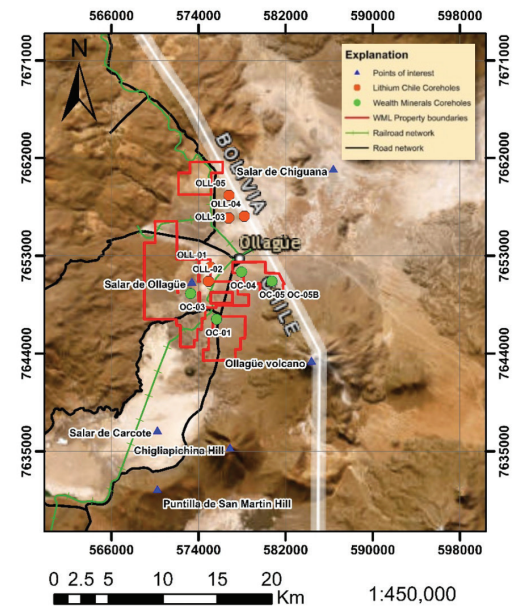 566000 574000 582000 590000 598000
N
Explanation
Points of interest
Lithium Chile Coreholes
Wealth Minerals Coreholes
WML Property boundaries
Railroad network
Road network
7671000
7671000
7662000
7662000
7653000
7653000
7644000
7644000
7635000
7635000
BOLIVIA
CHILE
Salar de Chiguana
OLL-05
OLL-04
OLL-03
Ollagüe
OLL-01
OLL-02
Salar de Ollagüe
OC-03
OC-04
OC-05 OC-05B
OC-01
Ollagüe volcano
Salar de Carcote
Chigliapichina Hill
Puntilla de San Martin Hill
566000 574000 582000 590000 598000
0 2.5 5 10 15 20
Km
1:450,000